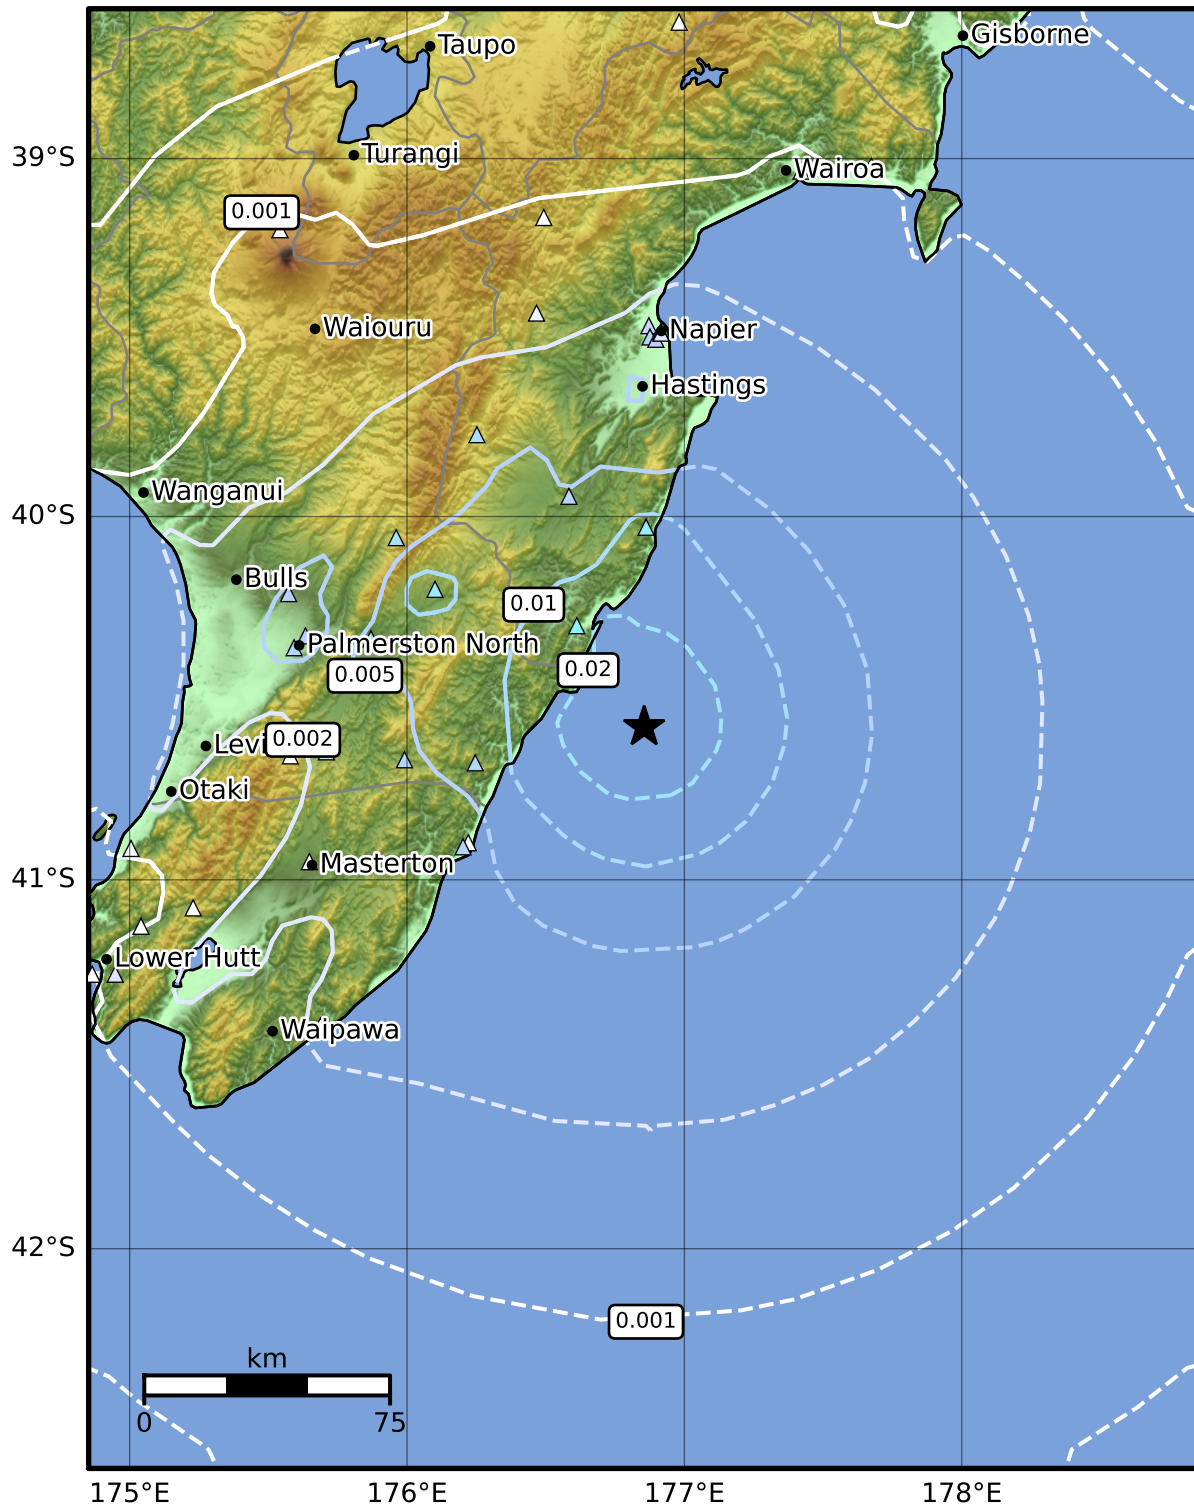 Gisborne
Taupo
39°S
Turangi
Wairoa
0.001
Waiouru
Napier
Hastings
Wanganui
40°S
Bulls
0.01
Palmerston North
0.02
0.005
Levi
0.002
Otaki
Masterton
41°S
Lower Hutt
Waipawa
42°S
0.001
km
0
75
175°E
176°E
177°E
178°E